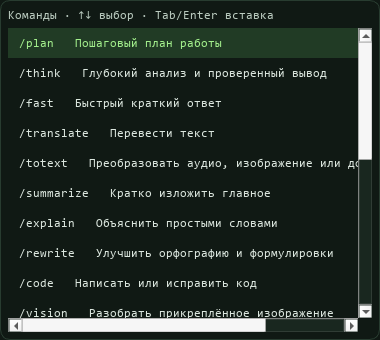 Команды · ↑↓ выбор · Tab/Enter вставка
/plan Пошаговый план работы
/think Глубокий анализ и проверенный вывод
/fast Быстрый краткий ответ
/translate Перевести текст
/totext Преобразовать аудио, изображение или
/summarize Кратко изложить главное
/explain Объяснить простыми словами
/rewrite Улучшить орфографию и формулировки
/code Написать или исправить код
/vision Разобрать прикреплённое изображение